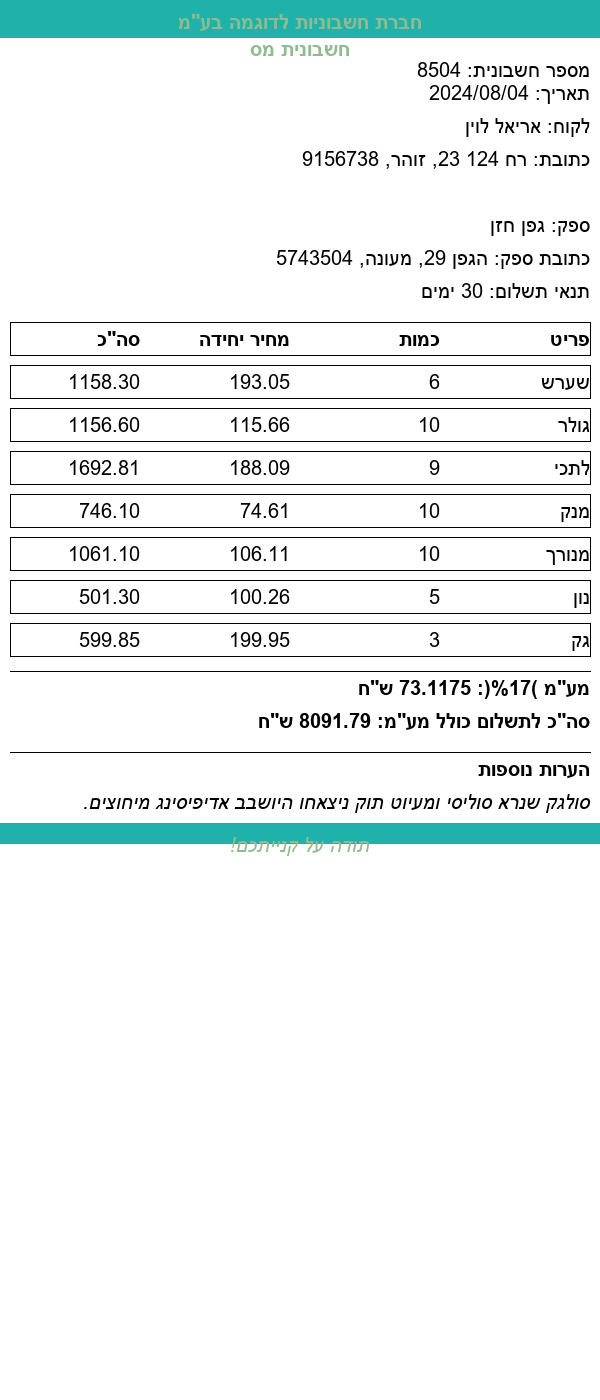 חברת חשבוניות לדוגמה בע"מ
חשבונית מס
מספר חשבונית: 8504
תאריך: 2024/08/04
לקוח: אריאל לוין
כתובת: רח 124 23, זוהר, 9156738
ספק: גפן חזן
כתובת ספק: הגפן 29, מעונה, 5743504
תנאי תשלום: 30 ימים
פריט כמות מחיר יחידה סה"כ
שערש 6 193.05 1158.30
גולר 10 115.66 1156.60
לתכי 9 188.09 1692.81
מנק 10 74.61 746.10
מנורך 10 106.11 1061.10
נון 5 100.26 501.30
גק 3 199.95 599.85
מע"מ )17%(: 73.1175 ש"ח
סה"כ לתשלום כולל מע"מ: 8091.79 ש"ח
הערות נוספות
סולגק שנרא סוליסי ומעיוט תוק ניצאחו היושבב אדיפיסינג מיחוצים.
תודה על קנייתכם!